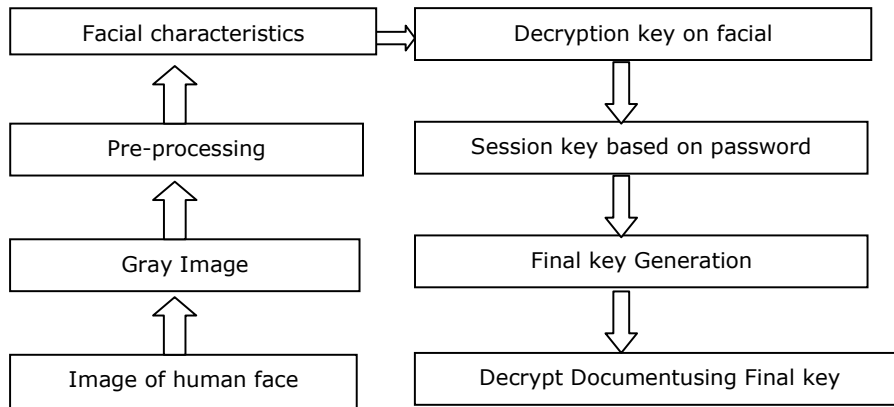 Facial characteristics
Decryption key on facial
Pre-processing
Session key based on password
Gray Image
Final key Generation
Image of human face
Decrypt Documentusing Final key